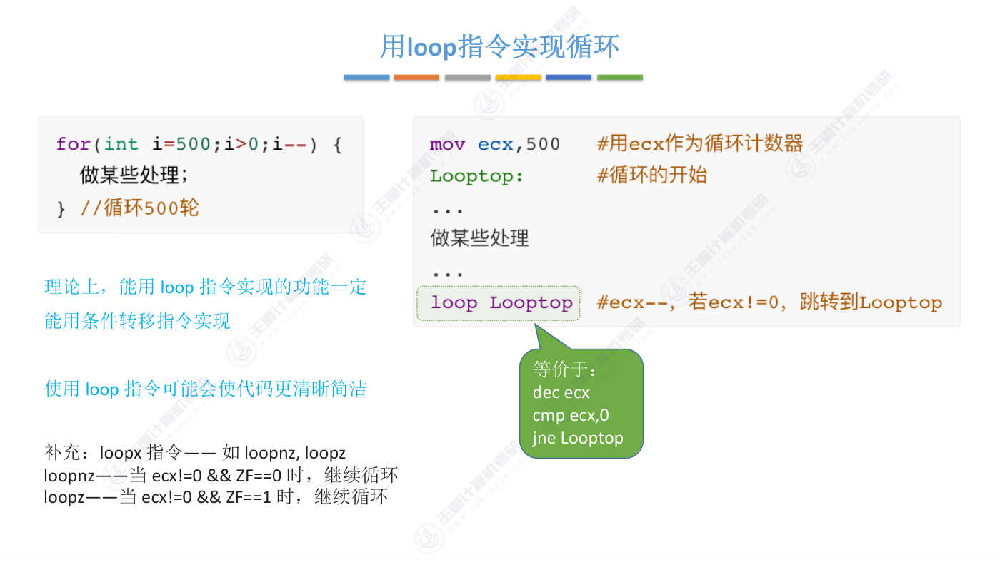 用loop指令实现循环
for(int i=500;i>0;i--) {
做某些处理;
} //循环500轮
mov ecx,500 #用ecx作为循环计数器
Looptop: #循环的开始
...
做某些处理
...
loop Looptop #ecx--, 若ecx!=0, 跳转到Looptop
等价于:
dec ecx
cmp ecx,0
jne Looptop
理论上，能用 loop 指令实现的功能一定
能用条件转移指令实现
使用 loop 指令可能会使代码更清晰简洁
补充：loopx 指令—— 如 loopnz, loopz
loopnz——当 ecx!=0 && ZF==0 时，继续循环
loopz——当 ecx!=0 && ZF==1 时，继续循环
王道计算机考研